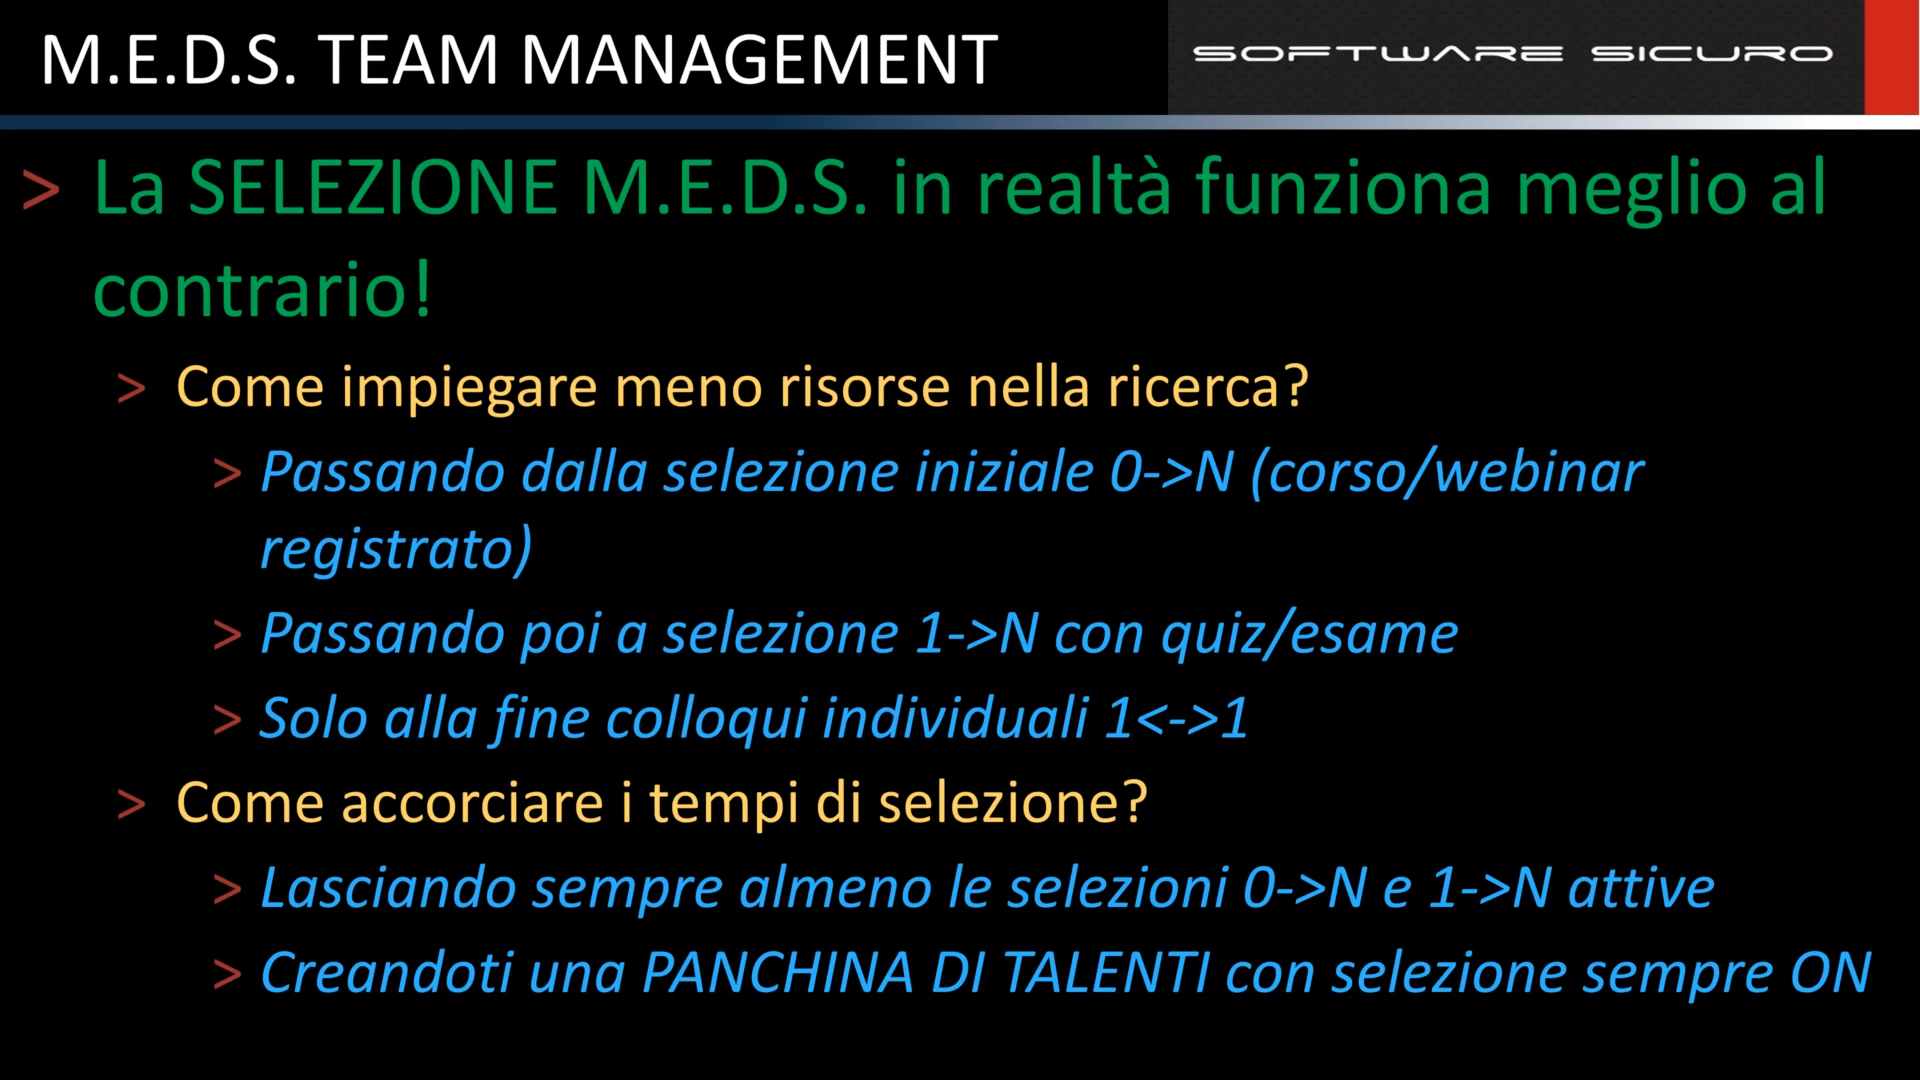 M.E.D.S. TEAM MANAGEMENT
SOFTWARE SICURO
> La SELEZIONE M.E.D.S. in realtà funziona meglio al
contrario!
> Come impiegare meno risorse nella ricerca?
> Passando dalla selezione iniziale 0->N (corso/webinar
registrato)
> Passando poi a selezione 1->N con quiz/esame
> Solo alla fine colloqui individuali 1<->1
> Come accorciare i tempi di selezione?
> Lasciando sempre almeno le selezioni 0->N e 1->N attive
> Creandoti una PANCHINA DI TALENTI con selezione sempre ON